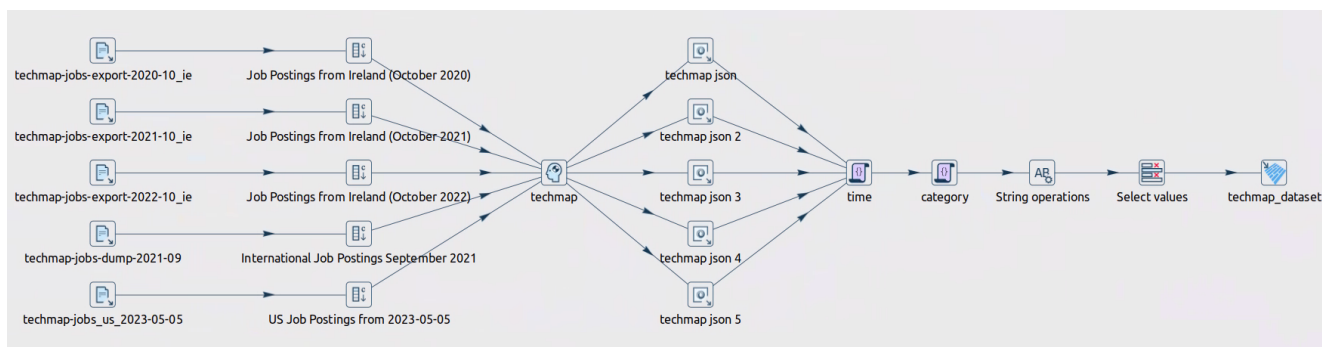 techmap-jobs-export-2020-10_ie
Job Postings from Ireland (October 2020)
techmap json
techmap-jobs-export-2021-10_ie
Job Postings from Ireland (October 2021)
techmap json 2
techmap-jobs-export-2022-10_ie
Job Postings from Ireland (October 2022)
techmap
techmap json 3
time
category
String operations
Select values
techmap_dataset
techmap-jobs-dump-2021-09
International Job Postings September 2021
techmap json 4
techmap-jobs_us_2023-05-05
US Job Postings from 2023-05-05
techmap json 5